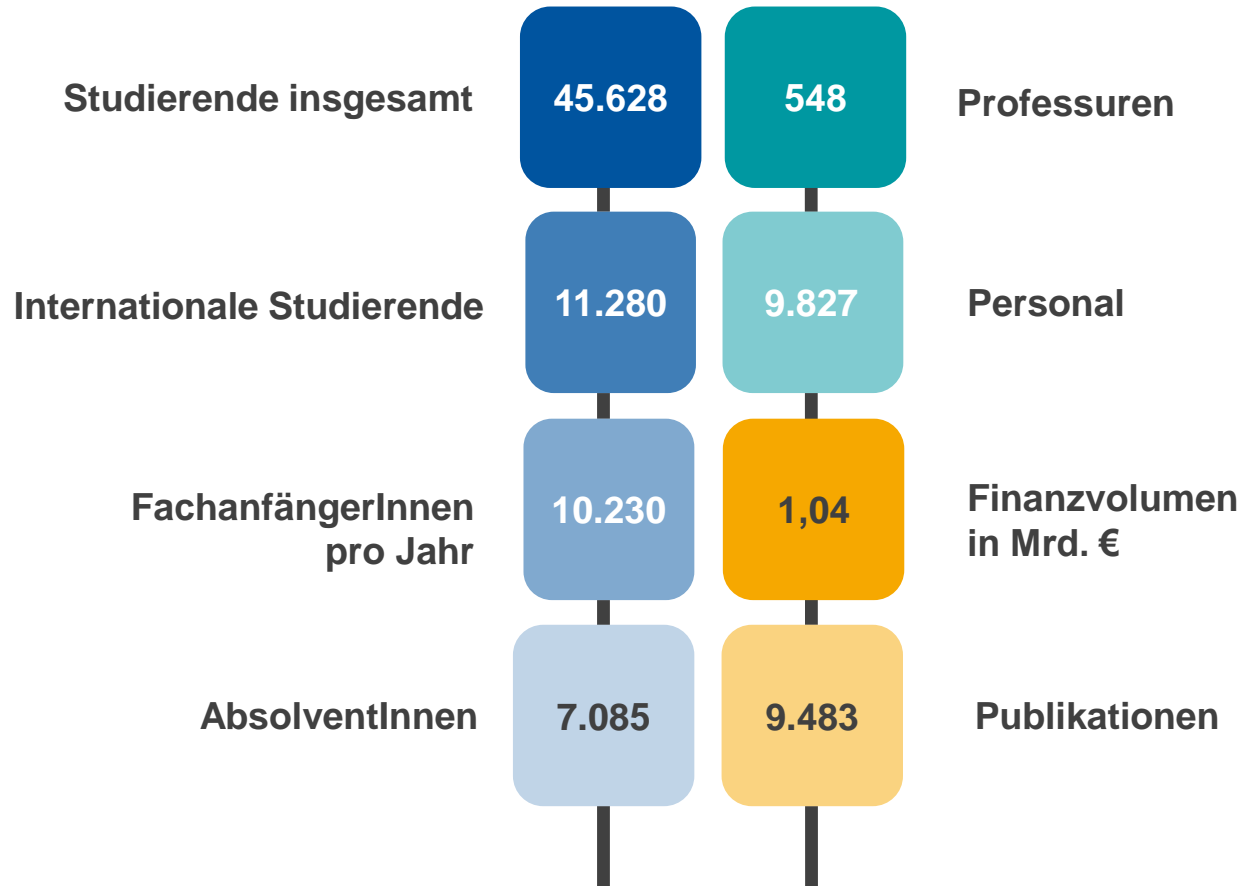 Studierende insgesamt
45.628
548
Professuren
Internationale Studierende
11.280
9.827
Personal
FachanfängerInnen
pro Jahr
10.230
1,04
Finanzvolumen
in Mrd. €
AbsolventInnen
7.085
9.483
Publikationen